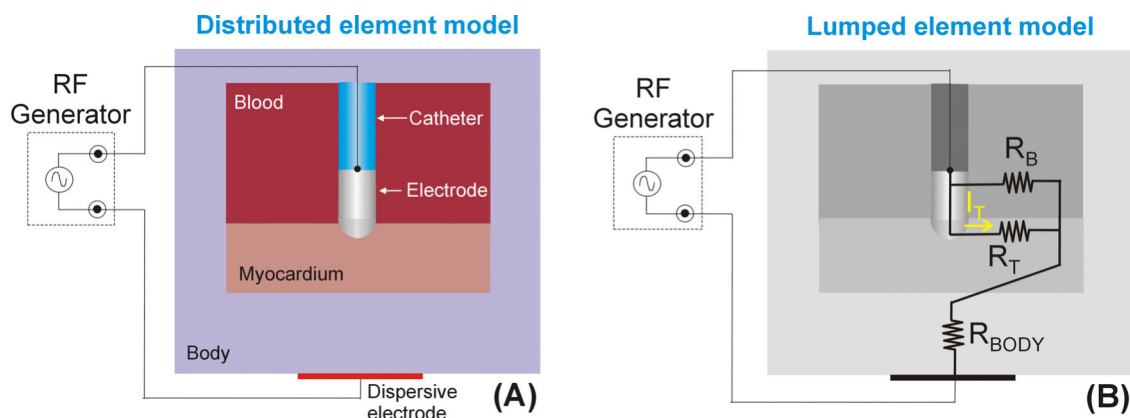 Distributed element model
RF
Generator
Blood
Catheter
Electrode
Myocardium
Body
Dispersive
electrode
(A)
Lumped element model
RF
Generator
R_B
I_T
R_T
R_BODY
(B)